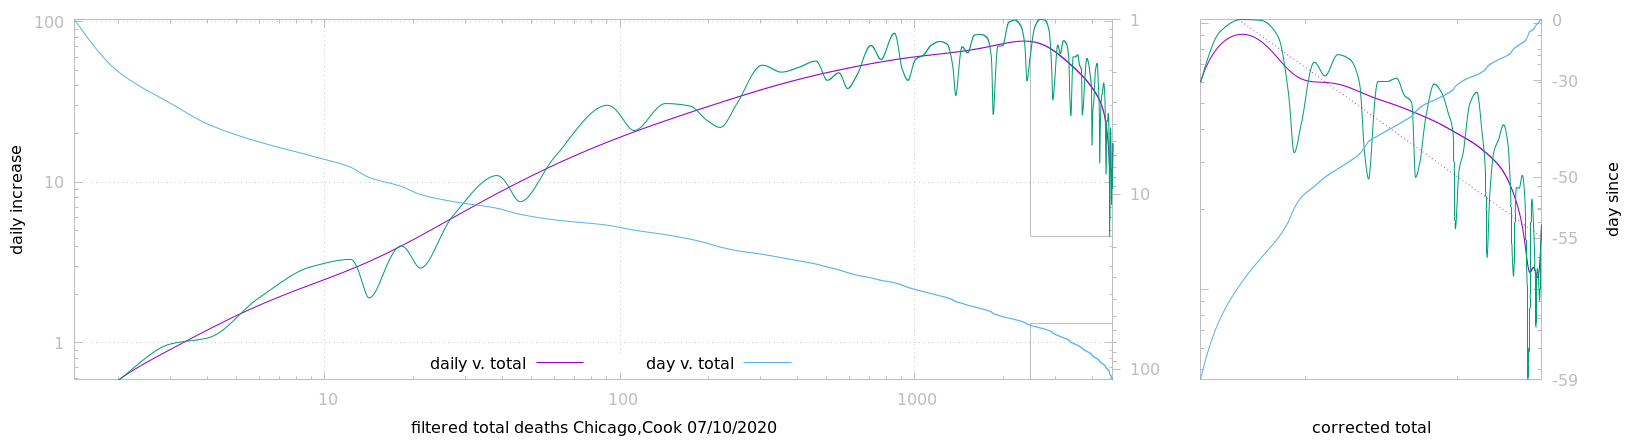 100
10
1
daily increase
10
100
1000
filtered total deaths Chicago,Cook 07/10/2020
daily v. total
day v. total
1
10
100
0
-30
-50
-55
-59
day since
corrected total